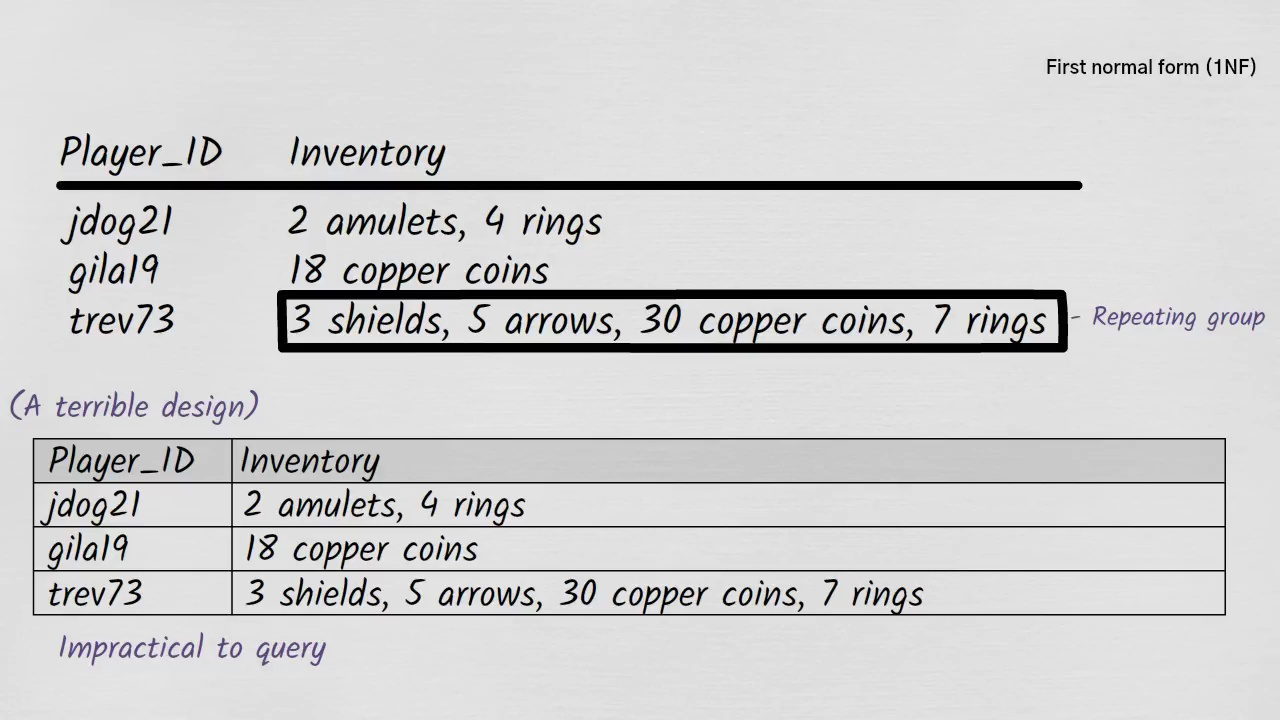 First normal form (1NF)
Player_ID Inventory
jdog21 2 amulets, 4 rings
gila19 18 copper coins
trev73 3 shields, 5 arrows, 30 copper coins, 7 rings - Repeating group
(A terrible design)
Player_ID Inventory
jdog21 2 amulets, 4 rings
gila19 18 copper coins
trev73 3 shields, 5 arrows, 30 copper coins, 7 rings
Impractical to query